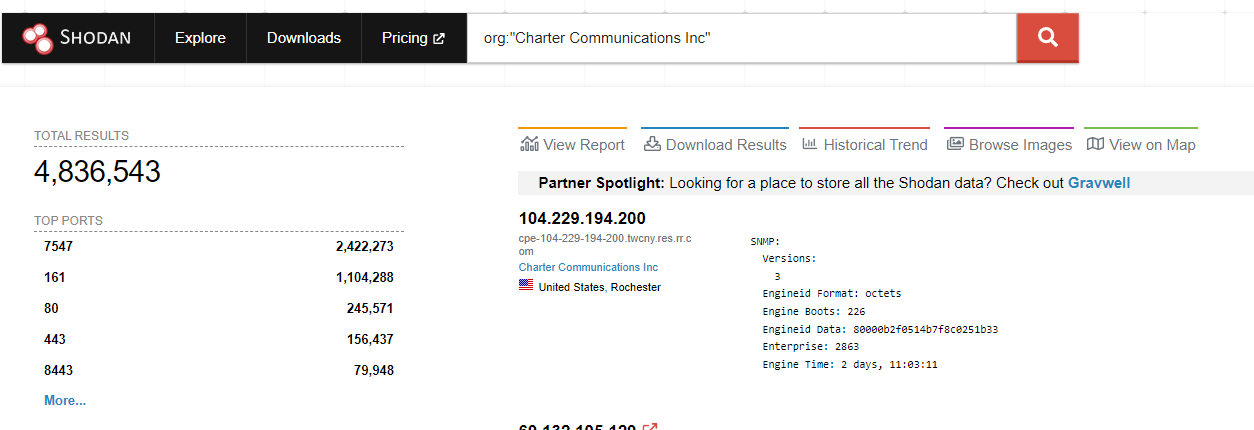 SHODAN
Explore
Downloads
Pricing
org:"Charter Communications Inc"
TOTAL RESULTS
4,836,543
TOP PORTS
7547 2,422,273
161 1,104,288
80 245,571
443 156,437
8443 79,948
More...
View Report
Download Results
Historical Trend
Browse Images
View on Map
Partner Spotlight: Looking for a place to store all the Shodan data? Check out Gravwell
104.229.194.200
cpe-104-229-194-200.twcny.res.rr.c
om
Charter Communications Inc
United States, Rochester
SNMP:
Versions:
3
Engineid Format: octets
Engine Boots: 226
Engineid Data: 80000b2f0514b7f8c0251b33
Enterprise: 2863
Engine Time: 2 days, 11:03:11